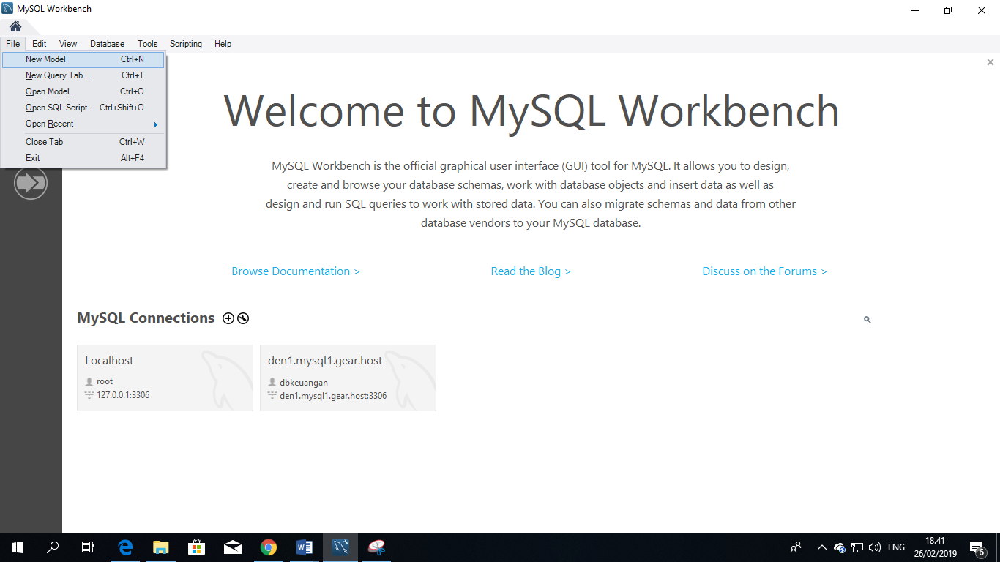 MySQL Workbench
File Edit View Database Tools Scripting Help
New Model Ctrl+N
New Query Tab... Ctrl+T
Open Model... Ctrl+O
Open SQL Script... Ctrl+Shift+O
Open Recent
Close Tab Ctrl+W
Exit Alt+F4
Welcome to MySQL Workbench
MySQL Workbench is the official graphical user interface (GUI) tool for MySQL. It allows you to design,
create and browse your database schemas, work with database objects and insert data as well as
design and run SQL queries to work with stored data. You can also migrate schemas and data from other
database vendors to your MySQL database.
Browse Documentation > Read the Blog > Discuss on the Forums >
MySQL Connections
Localhost
root
127.0.0.1:3306
den1.mysql1.gear.host
dbkeuangan
den1.mysql1.gear.host:3306
ENG
18.41
26/02/2019
6